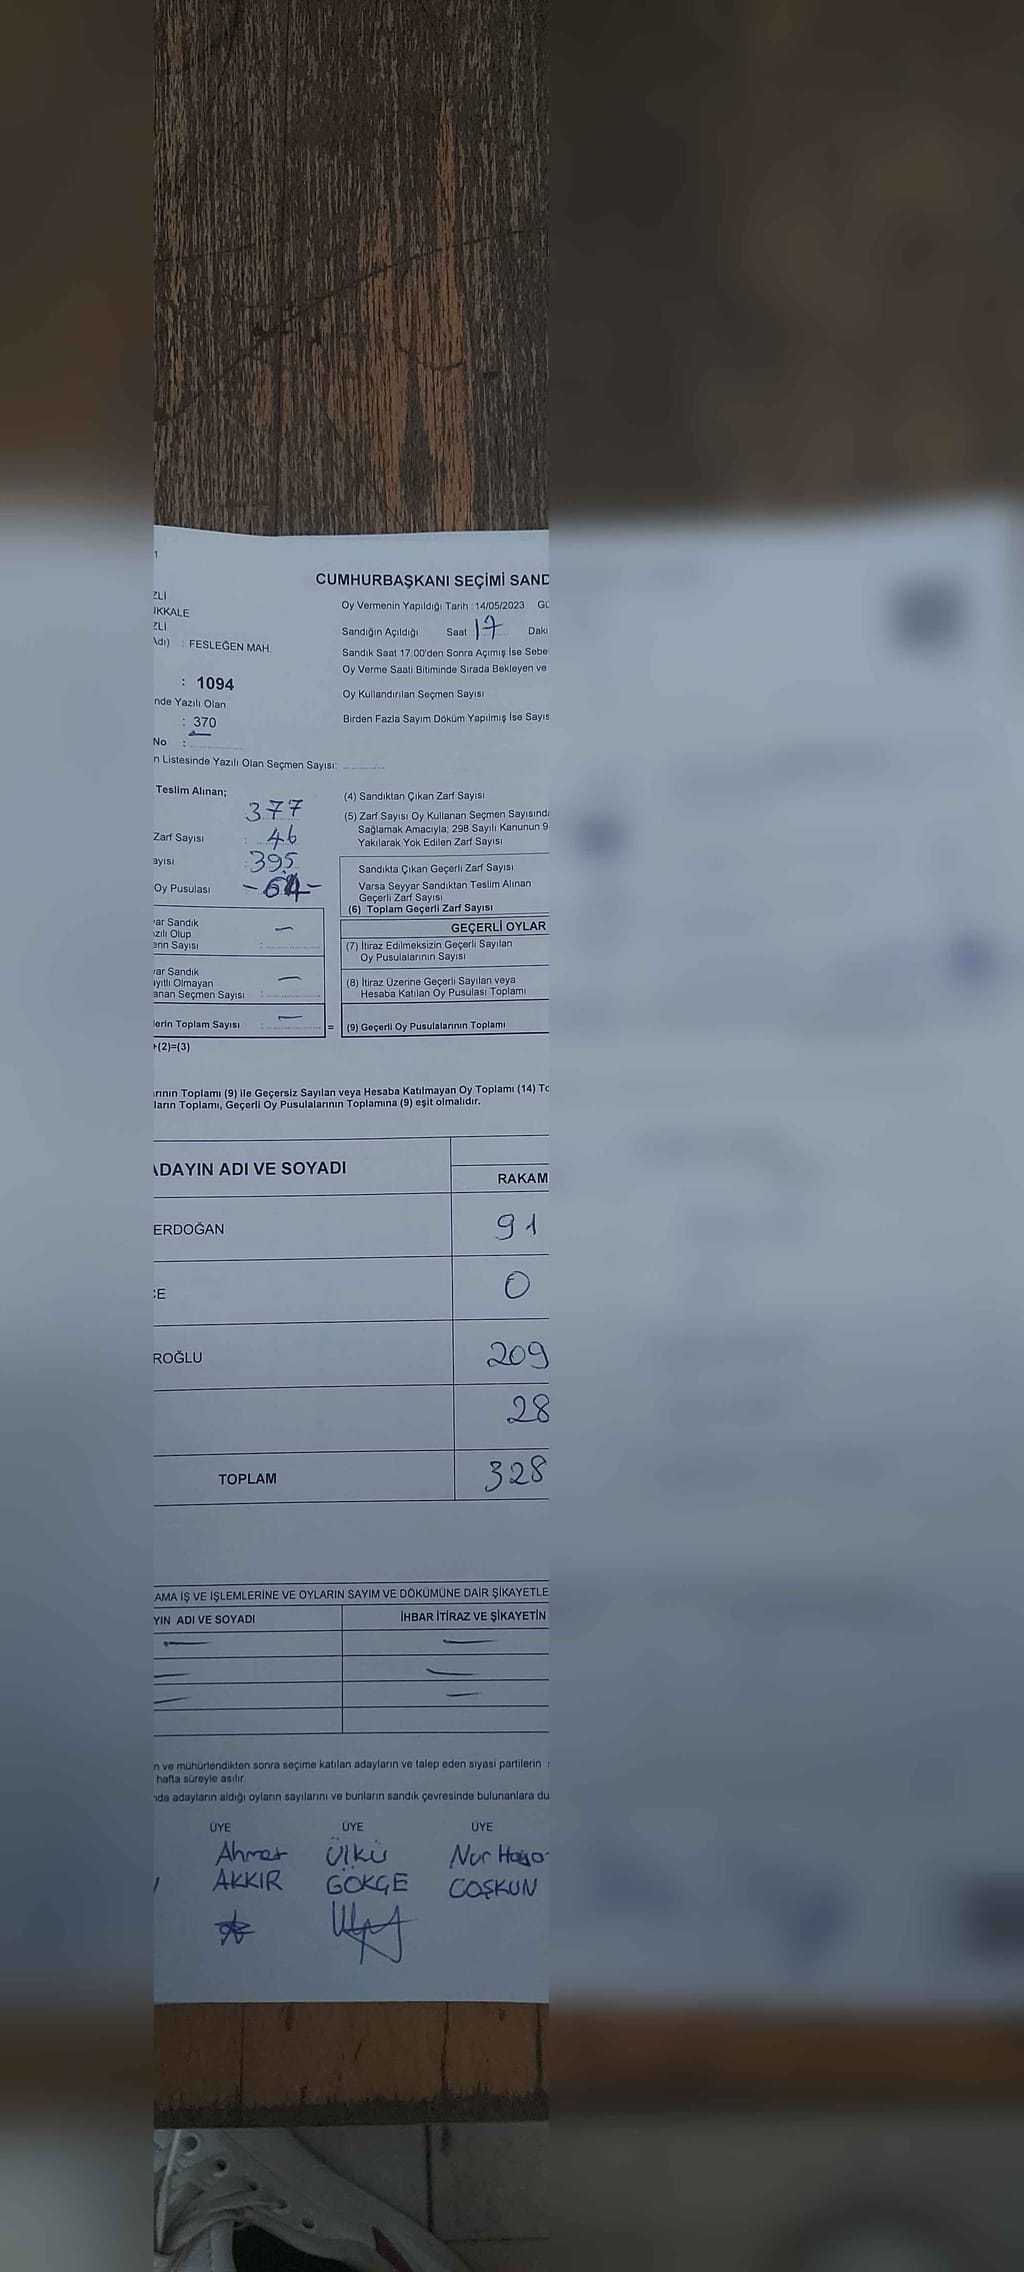 1
CUMHURBAŞKANI SEÇİMİ SAND
ZLİ
Oy Vermenin Yapıldığı Tarih : 14/05/2023 Gü
IKKALE
ZLİ
Sandığın Açıldığı Saat 17 Daki
Adı) : FESLEĞEN MAH.
Sandık Saat 17:00'den Sonra Açımış İse Sebe
Oy Verme Saati Bitiminde Sırada Bekleyen ve
: 1094
Oy Kullandırılan Seçmen Sayısı
nde Yazılı Olan
: 370
Birden Fazla Sayım Döküm Yapılmış İse Sayıs
No :
n Listesinde Yazılı Olan Seçmen Sayısı:
Teslim Alınan;
377
Zarf Sayısı : 46
ayısı : 395
Oy Pusulası -64-
(4) Sandıktan Çıkan Zarf Sayısı
(5) Zarf Sayısı Oy Kullanan Seçmen Sayısında
Sağlamak Amacıyla, 298 Sayılı Kanunun 9
Yakılarak Yok Edilen Zarf Sayısı
Sandıkta Çıkan Geçerli Zarf Sayısı
Varsa Seyyar Sandıktan Teslim Alınan
Geçerli Zarf Sayısı
(6) Toplam Geçerli Zarf Sayısı
var Sandık
zılı Olup
erin Sayısı : —
var Sandık
ayıtlı Olmayan
anan Seçmen Sayısı : —
lerin Toplam Sayısı : — =
+(2)=(3)
GEÇERLİ OYLAR
(7) İtiraz Edilmeksizin Geçerli Sayılan
Oy Pusulalarının Sayısı
(8) İtiraz Üzerine Geçerli Sayılan veya
Hesaba Katılan Oy Pusulası Toplamı
(9) Geçerli Oy Pusulalarının Toplamı
rının Toplamı (9) ile Geçersiz Sayılan veya Hesaba Katılmayan Oy Toplamı (14) To
ların Toplamı, Geçerli Oy Pusulalarının Toplamına (9) eşit olmalıdır.
ADAYIN ADI VE SOYADI
RAKAM
ERDOĞAN 91
CE 0
ROĞLU 209
28
TOPLAM 328
AMA İŞ VE İŞLEMLERİNE VE OYLARIN SAYIM VE DÖKÜMÜNE DAİR ŞİKAYETLE
YIN ADI VE SOYADI İHBAR İTİRAZ VE ŞİKAYETİN
n ve mühürlendikten sonra seçime katılan adayların ve talep eden siyasi partilerin
hafta süreyle asılır.
nda adayların aldığı oyların sayılarını ve bunların sandık çevresinde bulunanlara du
ÜYE ÜYE ÜYE
Ahmet ÜLKÜ Nur
AKKIR GÖKÇE COŞKUN